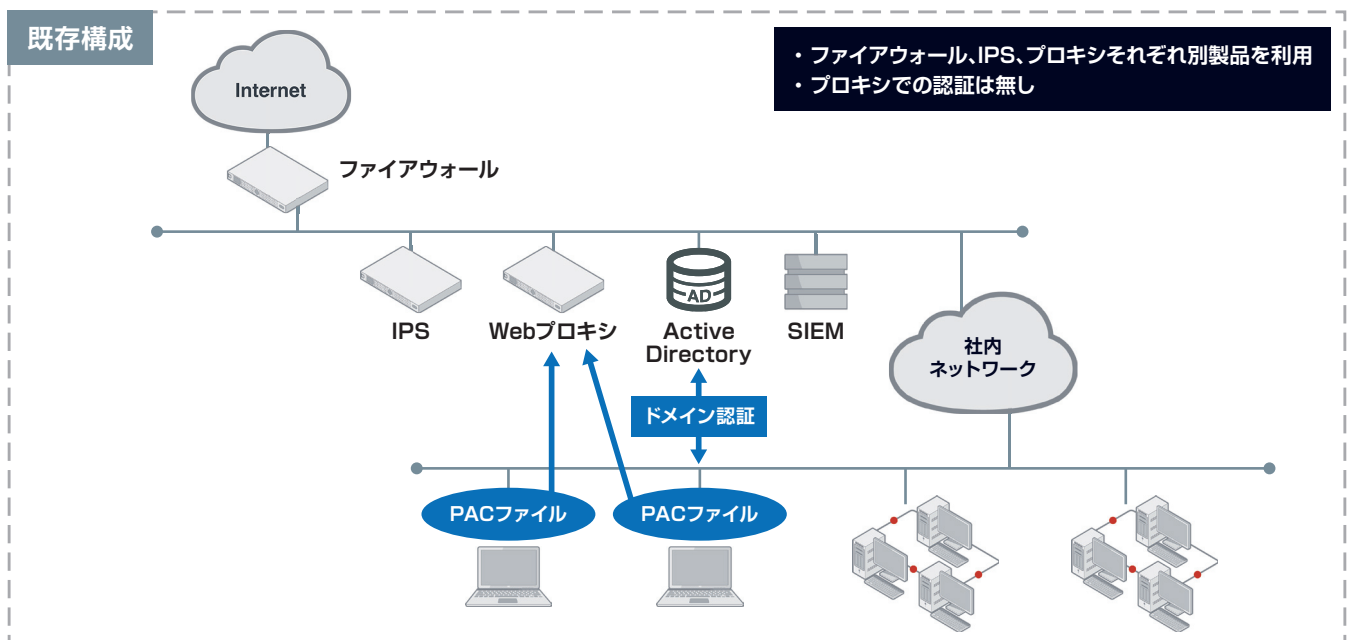 既存構成
・ファイアウォール、IPS、プロキシそれぞれ別製品を利用
・プロキシでの認証は無し
Internet
ファイアウォール
IPS
Webプロキシ
AD
Active
Directory
SIEM
社内
ネットワーク
ドメイン認証
PACファイル
PACファイル